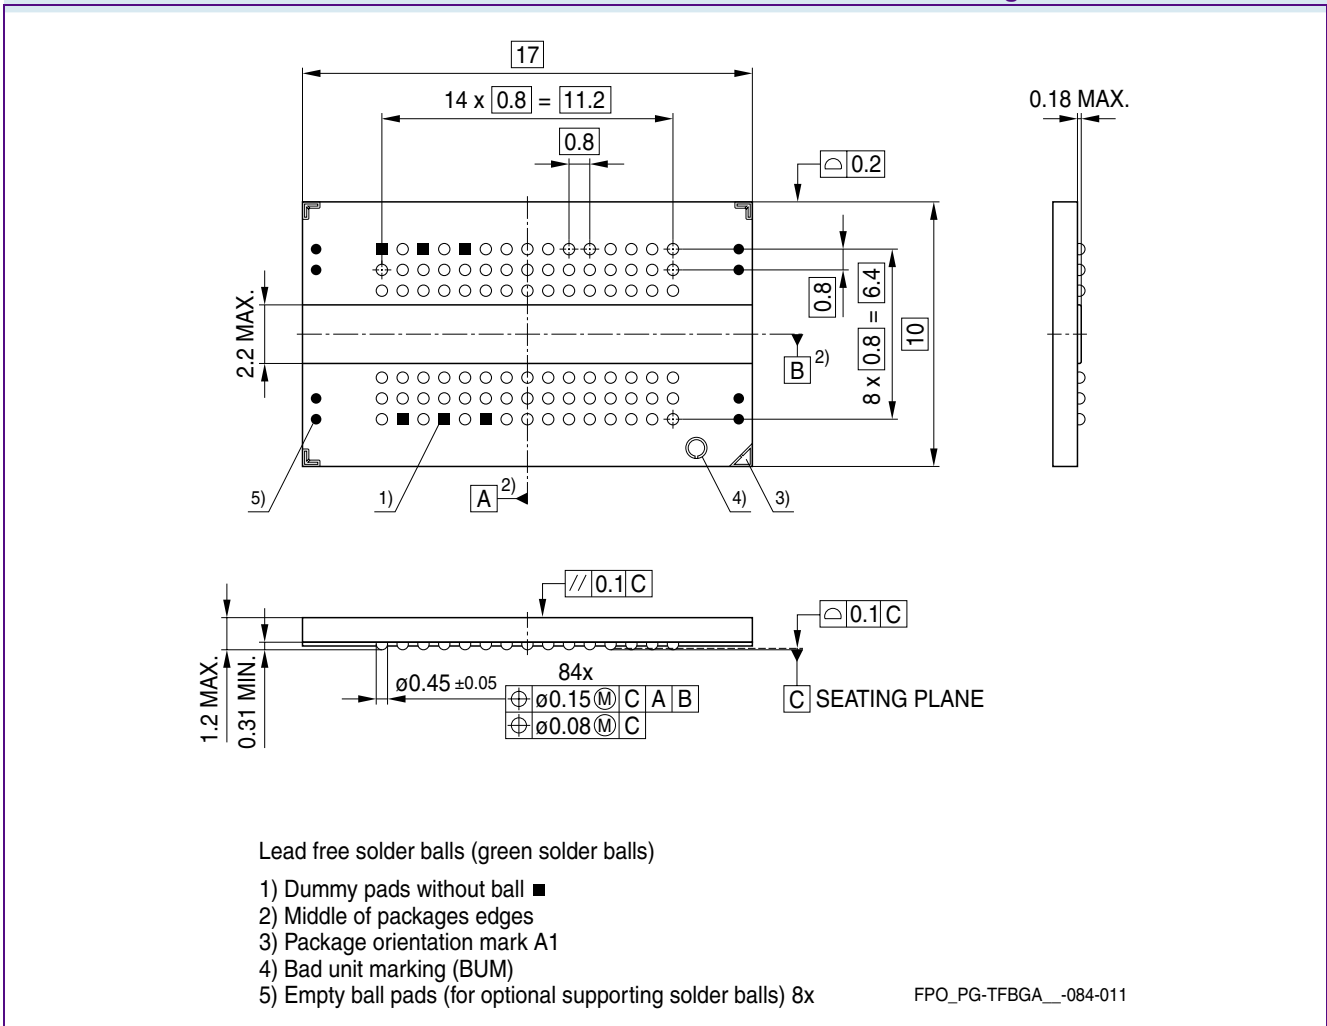 17
14 x 0.8 = 11.2
0.18 MAX.
0.8
⌓ 0.2
2.2 MAX.
0.8
8 x 0.8 = 6.4
10
B 2)
5)
1)
A 2)
4)
3)
// 0.1 C
⌓ 0.1 C
1.2 MAX.
0.31 MIN.
ø0.45 ±0.05
84x
⌖ ø0.15 Ⓜ C A B
⌖ ø0.08 Ⓜ C
C SEATING PLANE
Lead free solder balls (green solder balls)
1) Dummy pads without ball ■
2) Middle of packages edges
3) Package orientation mark A1
4) Bad unit marking (BUM)
5) Empty ball pads (for optional supporting solder balls) 8x
FPO_PG-TFBGA__-084-011